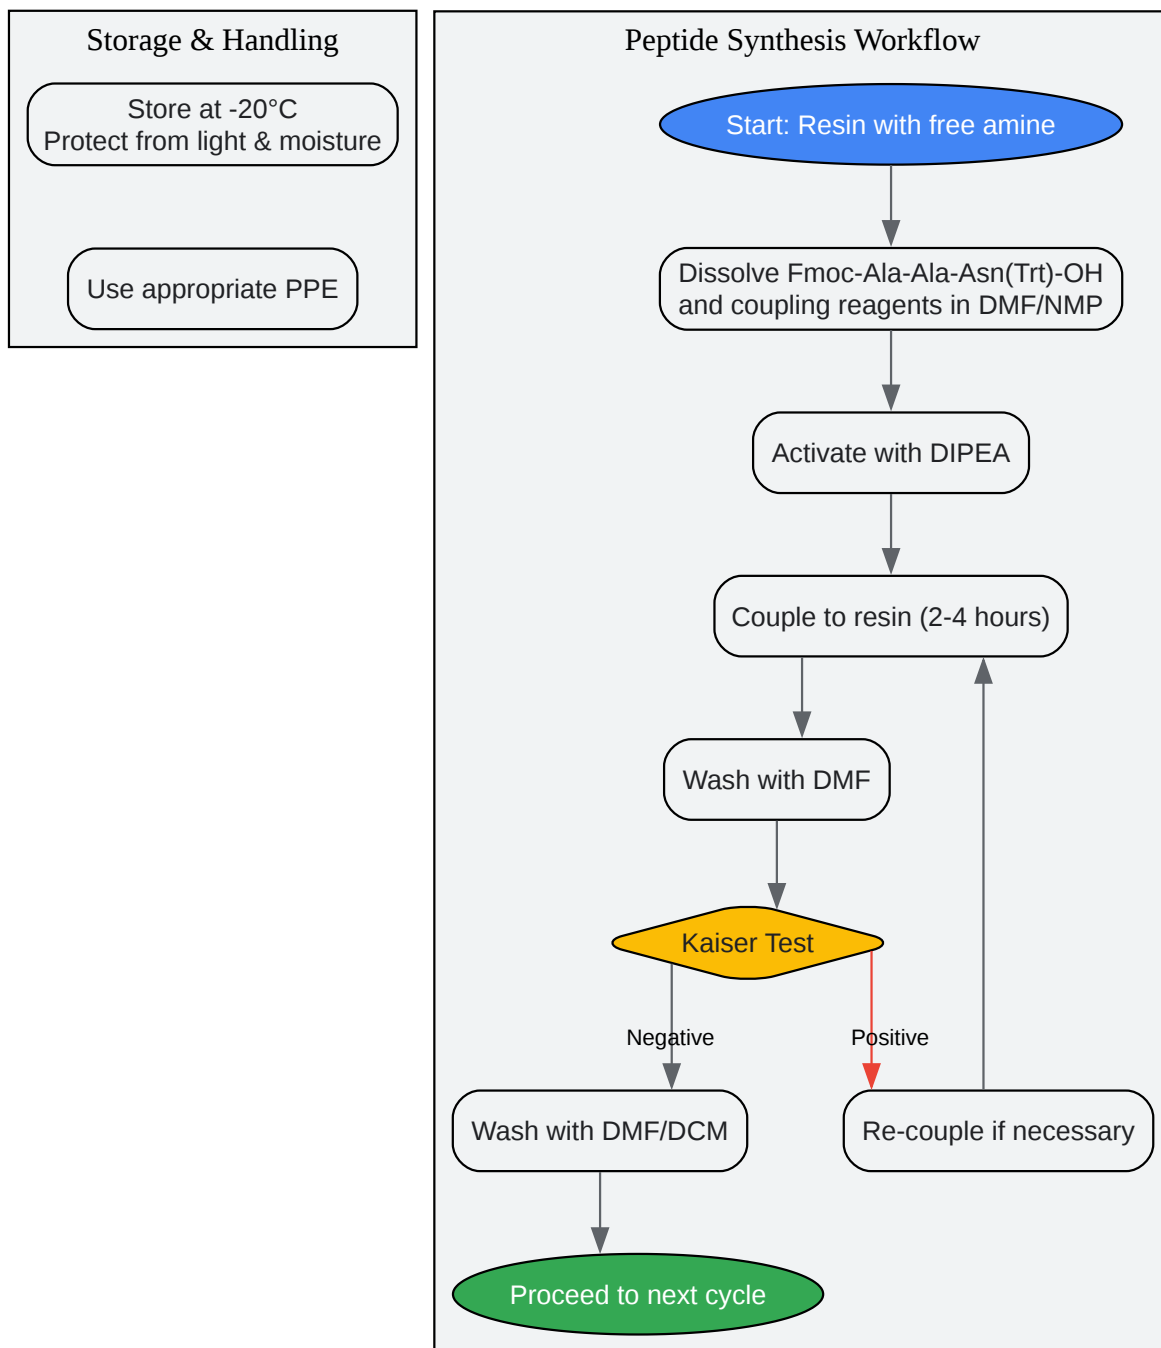 Storage & Handling
Store at -20°C
Protect from light & moisture
Use appropriate PPE
Peptide Synthesis Workflow
Start: Resin with free amine
Dissolve Fmoc-Ala-Ala-Asn(Trt)-OH
and coupling reagents in DMF/NMP
Activate with DIPEA
Couple to resin (2-4 hours)
Wash with DMF
Kaiser Test
Negative
Positive
Wash with DMF/DCM
Re-couple if necessary
Proceed to next cycle